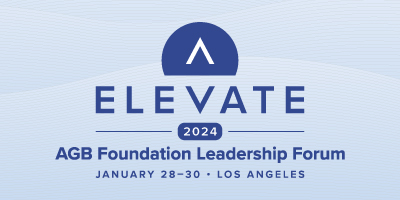 ELEVATE
2024
AGB Foundation Leadership Forum
JANUARY 28–30 • LOS ANGELES